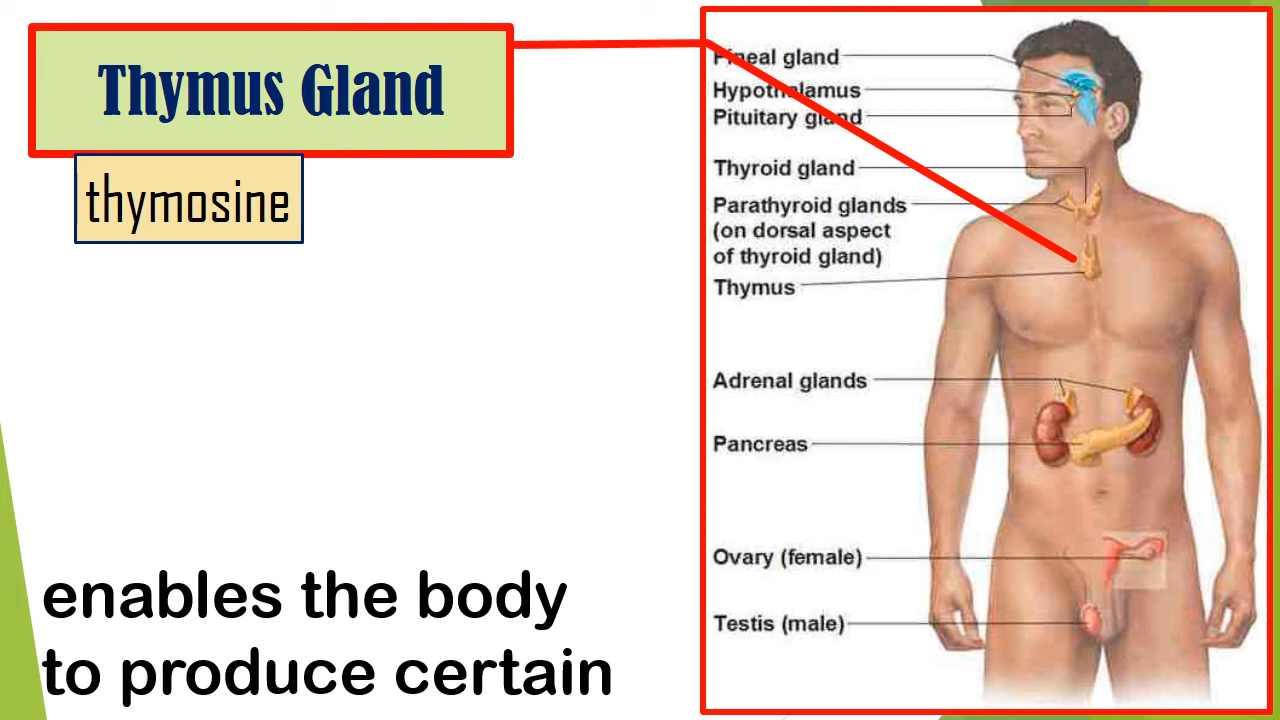 Thymus Gland
thymosine
enables the body
to produce certain
Pineal gland
Hypothalamus
Pituitary gland
Thyroid gland
Parathyroid glands
(on dorsal aspect
of thyroid gland)
Thymus
Adrenal glands
Pancreas
Ovary (female)
Testis (male)